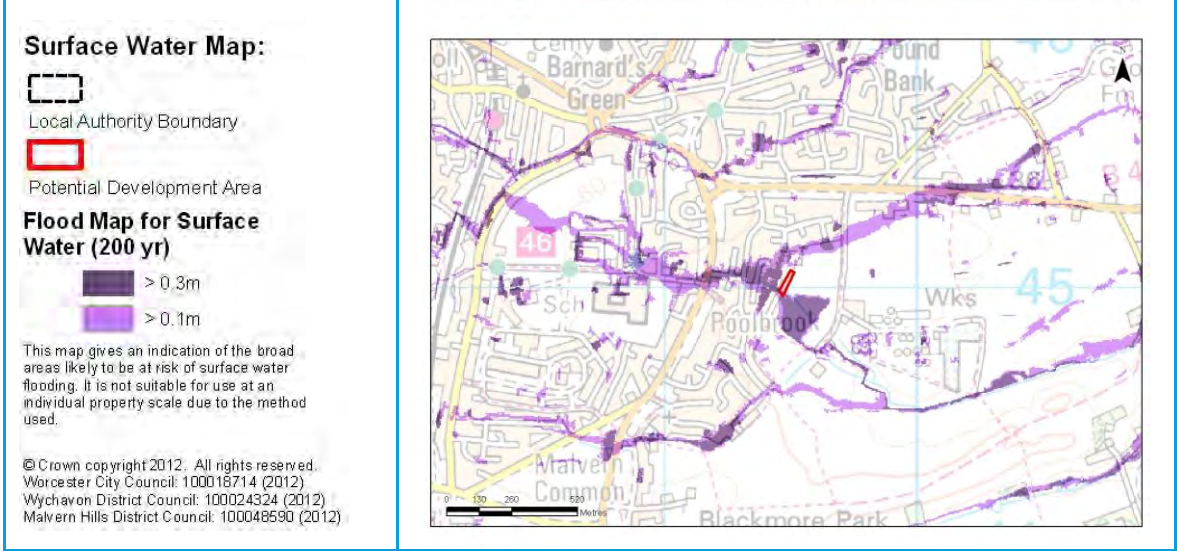 Surface Water Map:
Local Authority Boundary
Potential Development Area
Flood Map for Surface
Water (200 yr)
> 0.3m
> 0.1m
This map gives an indication of the broad
areas likely to be at risk of surface water
flooding. It is not suitable for use at an
individual property scale due to the method
used.
© Crown copyright 2012. All rights reserved.
Worcester City Council: 100018714 (2012)
Wychavon District Council: 100024324 (2012)
Malvern Hills District Council: 100048590 (2012)
Cemy
Barnard's
Green
Bank
46
Sch
Poolbrook
Wks
45
Malvern
Common
Blackmore Park
0 130 260 520
Metres